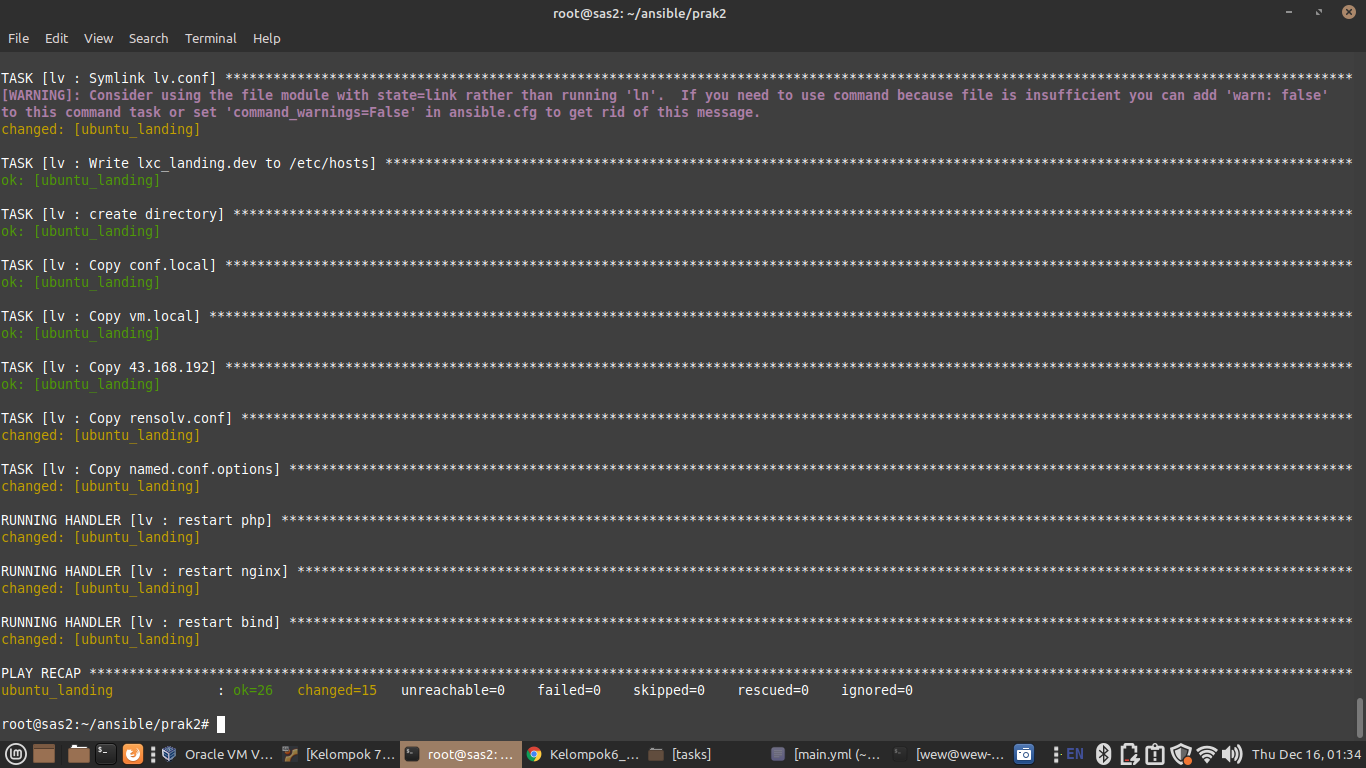 root@sas2: ~/ansible/prak2
File Edit View Search Terminal Help
TASK [lv : Symlink lv.conf] *********************************************************************************************************************************************
[WARNING]: Consider using the file module with state=link rather than running 'ln'.  If you need to use command because file is insufficient you can add 'warn: false'
to this command task or set 'command_warnings=False' in ansible.cfg to get rid of this message.
changed: [ubuntu_landing]
TASK [lv : Write lxc_landing.dev to /etc/hosts] *************************************************************************************************************************
ok: [ubuntu_landing]
TASK [lv : create directory] ********************************************************************************************************************************************
ok: [ubuntu_landing]
TASK [lv : Copy conf.local] *********************************************************************************************************************************************
ok: [ubuntu_landing]
TASK [lv : Copy vm.local] ***********************************************************************************************************************************************
ok: [ubuntu_landing]
TASK [lv : Copy 43.168.192] *********************************************************************************************************************************************
ok: [ubuntu_landing]
TASK [lv : Copy rensolv.conf] *******************************************************************************************************************************************
changed: [ubuntu_landing]
TASK [lv : Copy named.conf.options] *************************************************************************************************************************************
changed: [ubuntu_landing]
RUNNING HANDLER [lv : restart php] **************************************************************************************************************************************
changed: [ubuntu_landing]
RUNNING HANDLER [lv : restart nginx] ************************************************************************************************************************************
changed: [ubuntu_landing]
RUNNING HANDLER [lv : restart bind] *************************************************************************************************************************************
changed: [ubuntu_landing]
PLAY RECAP **************************************************************************************************************************************************************
ubuntu_landing             : ok=26   changed=15   unreachable=0    failed=0    skipped=0    rescued=0    ignored=0
root@sas2:~/ansible/prak2#
Oracle VM V... [Kelompok 7... root@sas2: ... Kelompok6_... [tasks] [main.yml (~... [wew@wew-... EN Thu Dec 16, 01:34